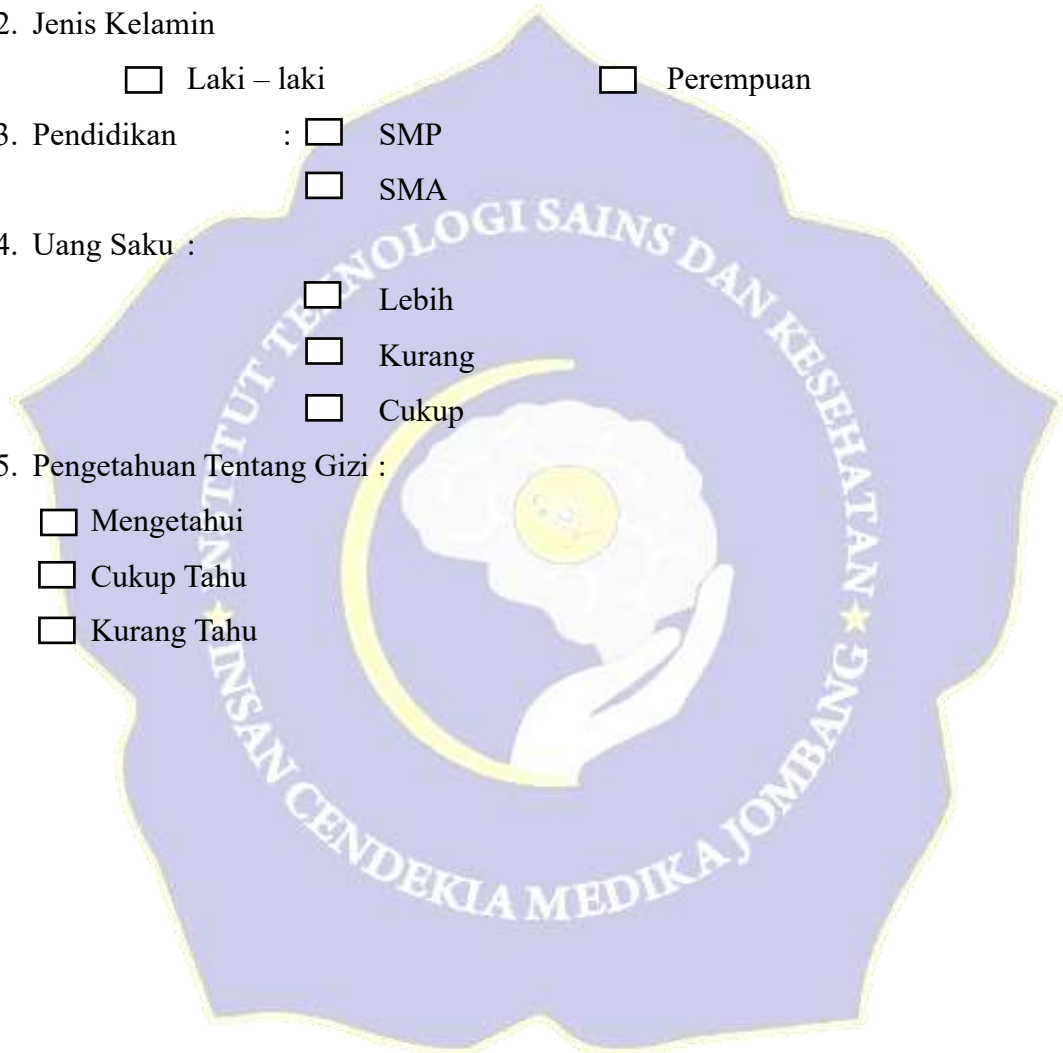 2. Jenis Kelamin
Laki – laki Perempuan
3. Pendidikan : SMP
SMA
4. Uang Saku :
Lebih
Kurang
Cukup
5. Pengetahuan Tentang Gizi :
Mengetahui
Cukup Tahu
Kurang Tahu
INSTITUT TEKNOLOGI SAINS DAN KESEHATAN
INSAN CENDEKIA MEDIKA JOMBANG